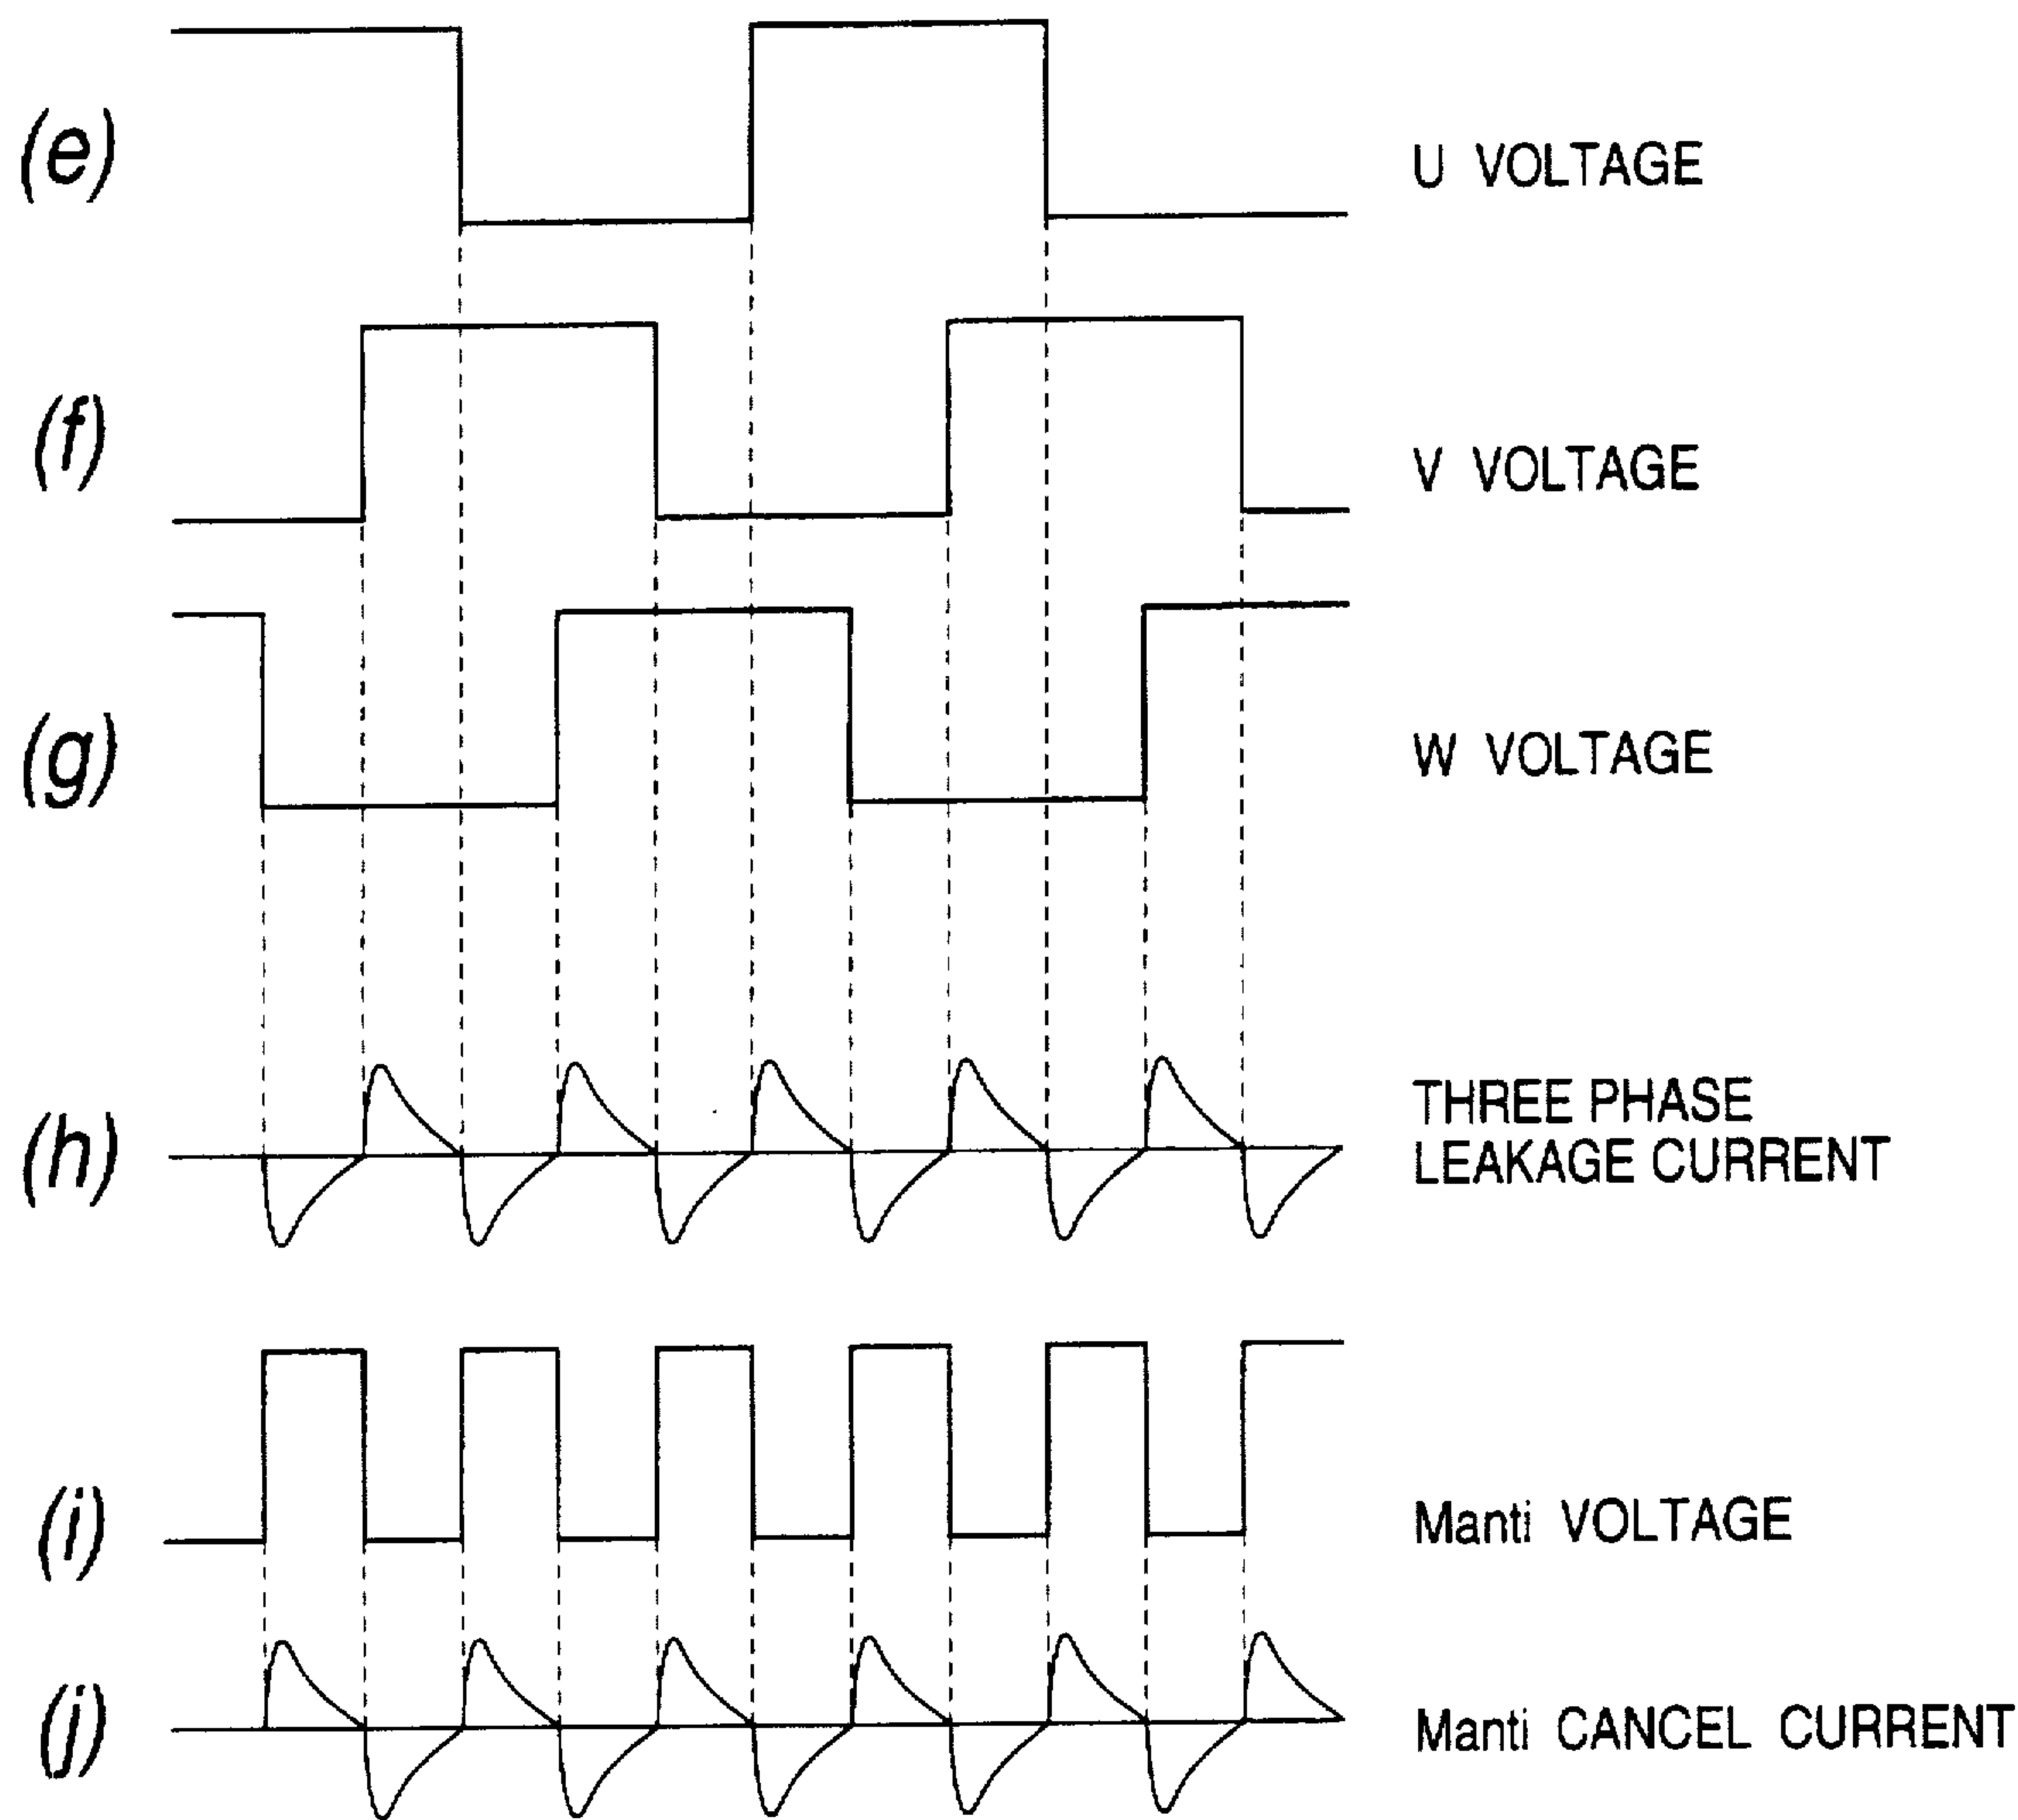 (e)
U VOLTAGE
(f)
V VOLTAGE
(g)
W VOLTAGE
(h)
THREE PHASE
LEAKAGE CURRENT
(i)
Manti VOLTAGE
(j)
Manti CANCEL CURRENT